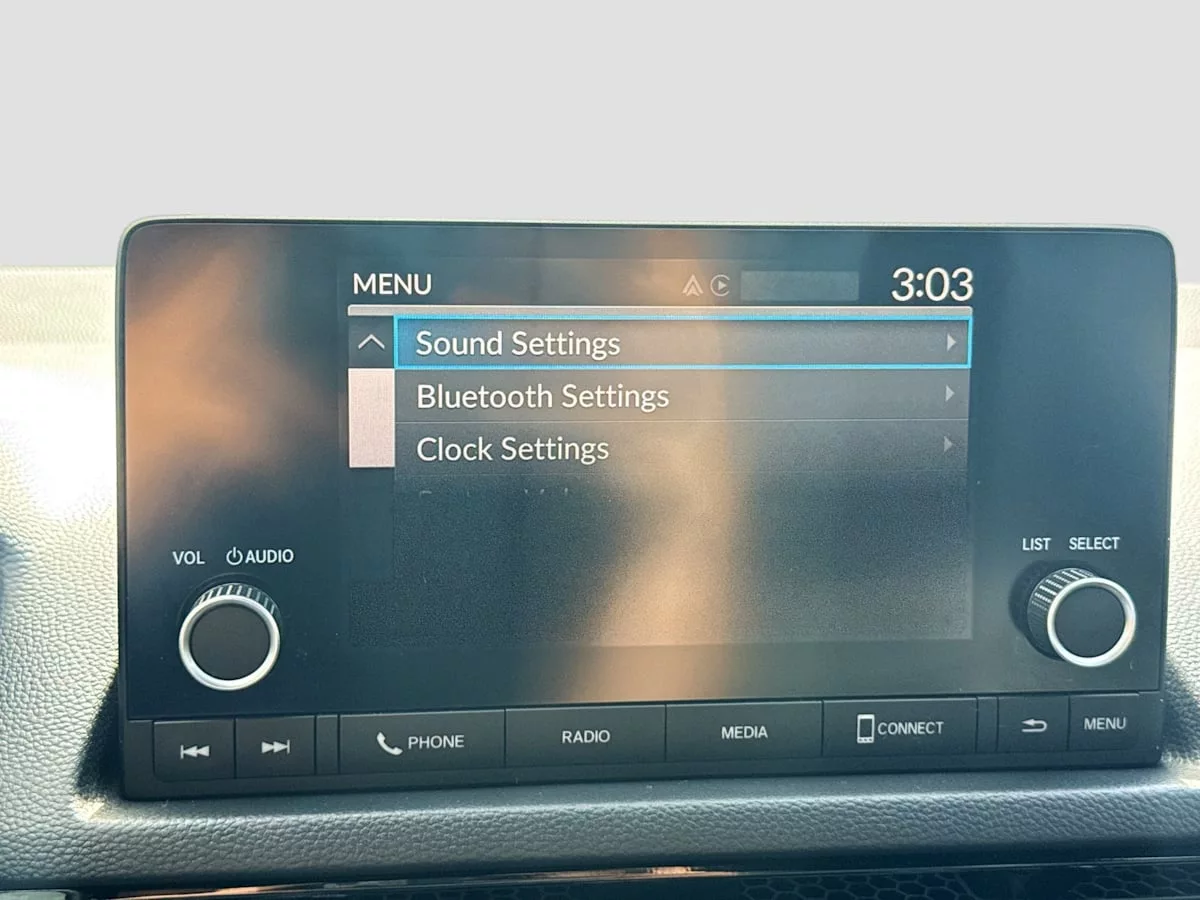 MENU 3:03
Sound Settings
Bluetooth Settings
Clock Settings
VOL AUDIO
LIST SELECT
PHONE RADIO MEDIA CONNECT MENU